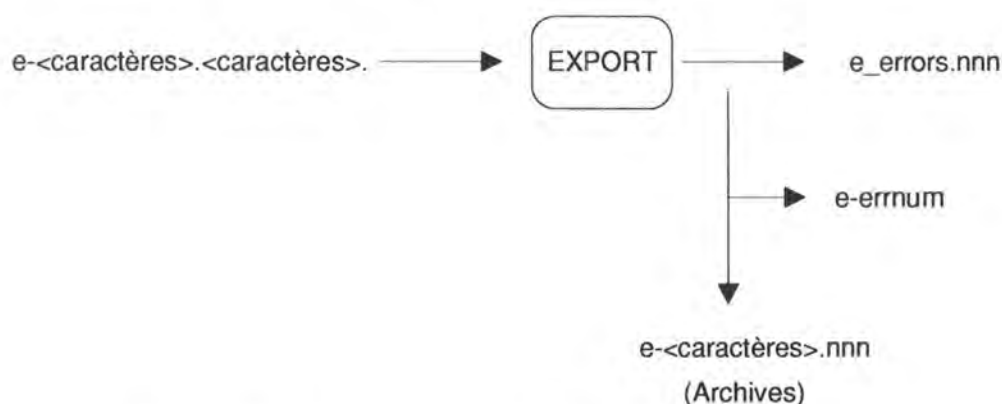 e-<caractères>.<caractères>.
EXPORT
e_errors.nnn
e-errnum
e-<caractères>.nnn
(Archives)